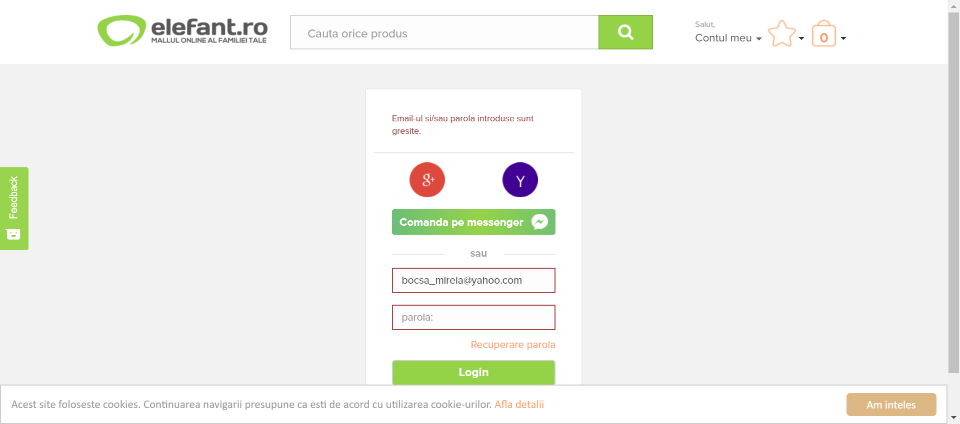 elefant.ro
MALLUL ONLINE AL FAMILIEI TALE
Cauta orice produs
Salut,
Contul meu
0
Email-ul si/sau parola introduse sunt
gresite.
g+
Y
Feedback
Comanda pe messenger
sau
bocsa_mirela@yahoo.com
parola:
Recuperare parola
Login
Acest site foloseste cookies. Continuarea navigarii presupune ca esti de acord cu utilizarea cookie-urilor. Afla detalii
Am inteles